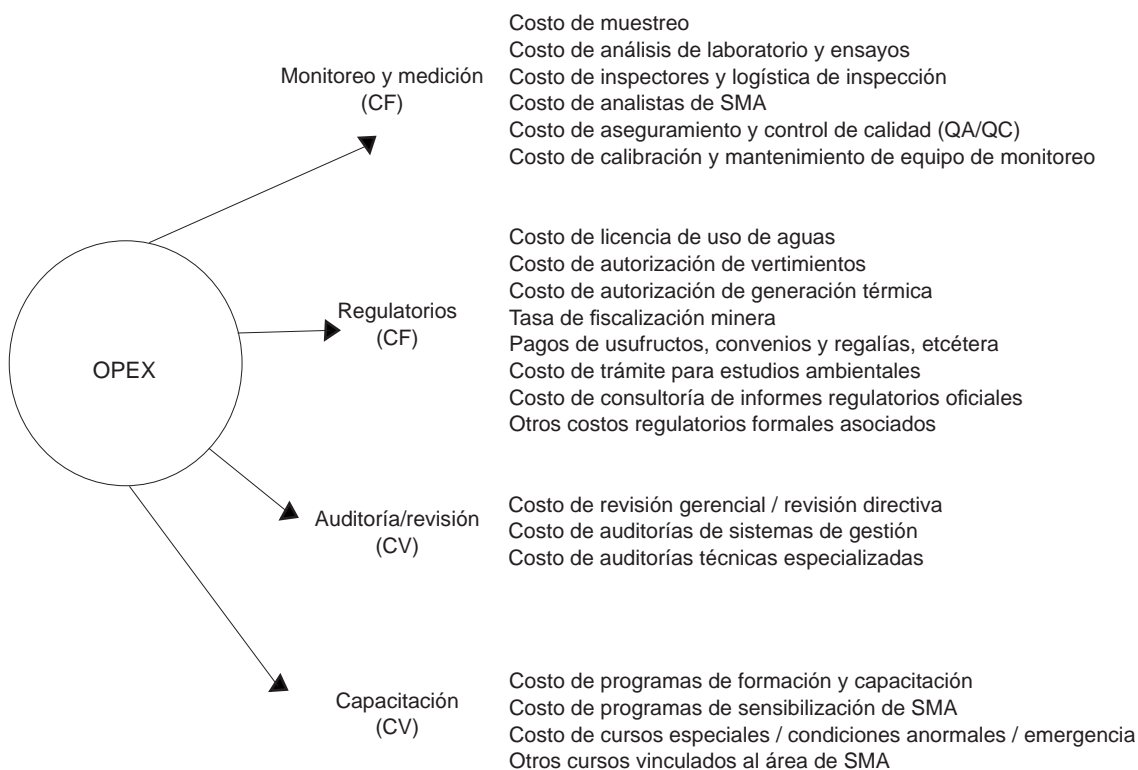 Costo de muestreo
Costo de análisis de laboratorio y ensayos
Monitoreo y medición
(CF)
Costo de inspectores y logística de inspección
Costo de analistas de SMA
Costo de aseguramiento y control de calidad (QA/QC)
Costo de calibración y mantenimiento de equipo de monitoreo
OPEX
Regulatorios
(CF)
Costo de licencia de uso de aguas
Costo de autorización de vertimientos
Costo de autorización de generación térmica
Tasa de fiscalización minera
Pagos de usufructos, convenios y regalías, etcétera
Costo de trámite para estudios ambientales
Costo de consultoría de informes regulatorios oficiales
Otros costos regulatorios formales asociados
Auditoría/revisión
(CV)
Costo de revisión gerencial / revisión directiva
Costo de auditorías de sistemas de gestión
Costo de auditorías técnicas especializadas
Capacitación
(CV)
Costo de programas de formación y capacitación
Costo de programas de sensibilización de SMA
Costo de cursos especiales / condiciones anormales / emergencia
Otros cursos vinculados al área de SMA